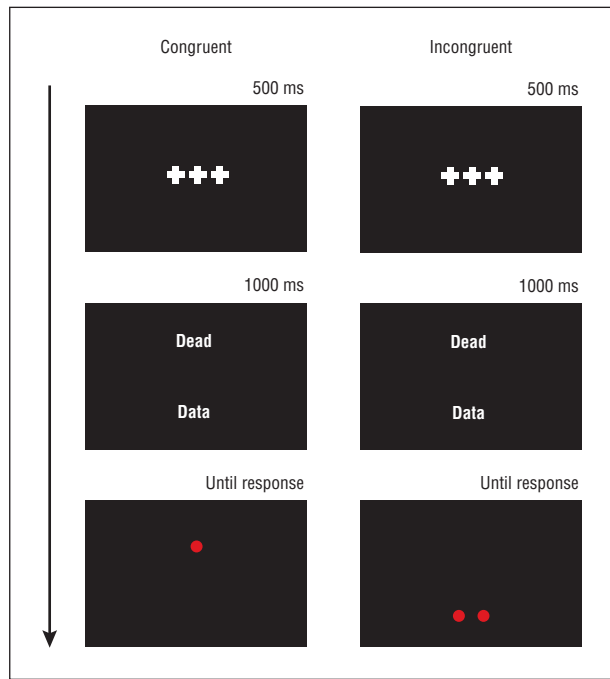 Congruent
Incongruent
500 ms
500 ms
1000 ms
1000 ms
Dead
Dead
Data
Data
Until response
Until response